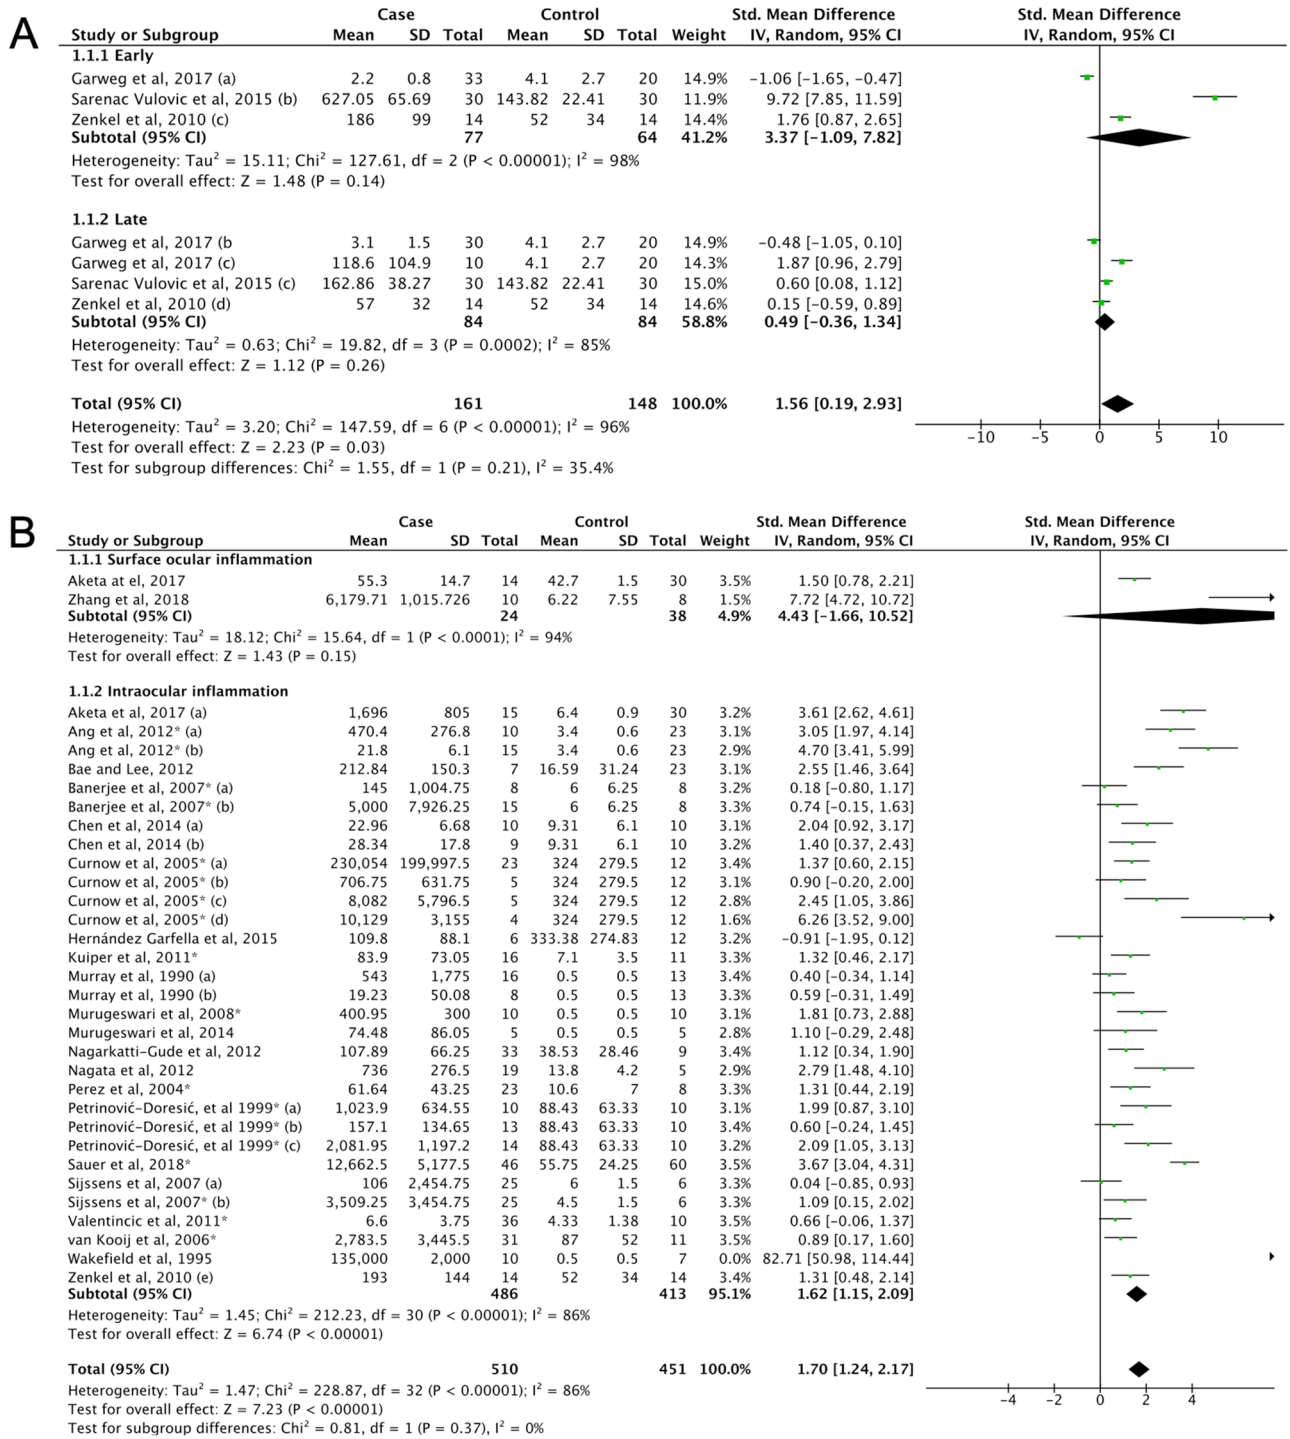 A
Case Control Std. Mean Difference Std. Mean Difference
Study or Subgroup Mean SD Total Mean SD Total Weight IV, Random, 95% CI IV, Random, 95% CI
1.1.1 Early
Garweg et al, 2017 (a) 2.2 0.8 33 4.1 2.7 20 14.9% −1.06 [−1.65, −0.47]
Sarenac Vulovic et al, 2015 (b) 627.05 65.69 30 143.82 22.41 30 11.9% 9.72 [7.85, 11.59]
Zenkel et al, 2010 (c) 186 99 14 52 34 14 14.4% 1.76 [0.87, 2.65]
Subtotal (95% CI) 77 64 41.2% 3.37 [−1.09, 7.82]
Heterogeneity: Tau² = 15.11; Chi² = 127.61, df = 2 (P < 0.00001); I² = 98%
Test for overall effect: Z = 1.48 (P = 0.14)
1.1.2 Late
Garweg et al, 2017 (b 3.1 1.5 30 4.1 2.7 20 14.9% −0.48 [−1.05, 0.10]
Garweg et al, 2017 (c) 118.6 104.9 10 4.1 2.7 20 14.3% 1.87 [0.96, 2.79]
Sarenac Vulovic et al, 2015 (c) 162.86 38.27 30 143.82 22.41 30 15.0% 0.60 [0.08, 1.12]
Zenkel et al, 2010 (d) 57 32 14 52 34 14 14.6% 0.15 [−0.59, 0.89]
Subtotal (95% CI) 84 84 58.8% 0.49 [−0.36, 1.34]
Heterogeneity: Tau² = 0.63; Chi² = 19.82, df = 3 (P = 0.0002); I² = 85%
Test for overall effect: Z = 1.12 (P = 0.26)
Total (95% CI) 161 148 100.0% 1.56 [0.19, 2.93]
Heterogeneity: Tau² = 3.20; Chi² = 147.59, df = 6 (P < 0.00001); I² = 96%
Test for overall effect: Z = 2.23 (P = 0.03)
Test for subgroup differences: Chi² = 1.55, df = 1 (P = 0.21), I² = 35.4%
−10 −5 0 5 10
B
Case Control Std. Mean Difference Std. Mean Difference
Study or Subgroup Mean SD Total Mean SD Total Weight IV, Random, 95% CI IV, Random, 95% CI
1.1.1 Surface ocular inflammation
Aketa at el, 2017 55.3 14.7 14 42.7 1.5 30 3.5% 1.50 [0.78, 2.21]
Zhang et al, 2018 6,179.71 1,015.726 10 6.22 7.55 8 1.5% 7.72 [4.72, 10.72]
Subtotal (95% CI) 24 38 4.9% 4.43 [−1.66, 10.52]
Heterogeneity: Tau² = 18.12; Chi² = 15.64, df = 1 (P < 0.0001); I² = 94%
Test for overall effect: Z = 1.43 (P = 0.15)
1.1.2 Intraocular inflammation
Aketa et al, 2017 (a) 1,696 805 15 6.4 0.9 30 3.2% 3.61 [2.62, 4.61]
Ang et al, 2012* (a) 470.4 276.8 10 3.4 0.6 23 3.1% 3.05 [1.97, 4.14]
Ang et al, 2012* (b) 21.8 6.1 15 3.4 0.6 23 2.9% 4.70 [3.41, 5.99]
Bae and Lee, 2012 212.84 150.3 7 16.59 31.24 23 3.1% 2.55 [1.46, 3.64]
Banerjee et al, 2007* (a) 145 1,004.75 8 6 6.25 8 3.1% 0.18 [−0.80, 1.17]
Banerjee et al, 2007* (b) 5,000 7,926.25 15 6 6.25 8 3.3% 0.74 [−0.15, 1.63]
Chen et al, 2014 (a) 22.96 6.68 10 9.31 6.1 10 3.1% 2.04 [0.92, 3.17]
Chen et al, 2014 (b) 28.34 17.8 9 9.31 6.1 10 3.2% 1.40 [0.37, 2.43]
Curnow et al, 2005* (a) 230,054 199,997.5 23 324 279.5 12 3.4% 1.37 [0.60, 2.15]
Curnow et al, 2005* (b) 706.75 631.75 5 324 279.5 12 3.1% 0.90 [−0.20, 2.00]
Curnow et al, 2005* (c) 8,082 5,796.5 5 324 279.5 12 2.8% 2.45 [1.05, 3.86]
Curnow et al, 2005* (d) 10,129 3,155 4 324 279.5 12 1.6% 6.26 [3.52, 9.00]
Hernández Garfella et al, 2015 109.8 88.1 6 333.38 274.83 12 3.2% −0.91 [−1.95, 0.12]
Kuiper et al, 2011* 83.9 73.05 16 7.1 3.5 11 3.3% 1.32 [0.46, 2.17]
Murray et al, 1990 (a) 543 1,775 16 0.5 0.5 13 3.4% 0.40 [−0.34, 1.14]
Murray et al, 1990 (b) 19.23 50.08 8 0.5 0.5 13 3.3% 0.59 [−0.31, 1.49]
Murugeswari et al, 2008* 400.95 300 10 0.5 0.5 10 3.1% 1.81 [0.73, 2.88]
Murugeswari et al, 2014 74.48 86.05 5 0.5 0.5 5 2.8% 1.10 [−0.29, 2.48]
Nagarkatti-Gude et al, 2012 107.89 66.25 33 38.53 28.46 9 3.4% 1.12 [0.34, 1.90]
Nagata et al, 2012 736 276.5 19 13.8 4.2 5 2.9% 2.79 [1.48, 4.10]
Perez et al, 2004* 61.64 43.25 23 10.6 7 8 3.3% 1.31 [0.44, 2.19]
Petrinović-Doresić, et al 1999* (a) 1,023.9 634.55 10 88.43 63.33 10 3.1% 1.99 [0.87, 3.10]
Petrinović-Doresić, et al 1999* (b) 157.1 134.65 13 88.43 63.33 10 3.4% 0.60 [−0.24, 1.45]
Petrinović-Doresić, et al 1999* (c) 2,081.95 1,197.2 14 88.43 63.33 10 3.2% 2.09 [1.05, 3.13]
Sauer et al, 2018* 12,662.5 5,177.5 46 55.75 24.25 60 3.5% 3.67 [3.04, 4.31]
Sijssens et al, 2007 (a) 106 2,454.75 25 6 1.5 6 3.3% 0.04 [−0.85, 0.93]
Sijssens et al, 2007* (b) 3,509.25 3,454.75 25 4.5 1.5 6 3.3% 1.09 [0.15, 2.02]
Valentincic et al, 2011* 6.6 3.75 36 4.33 1.38 10 3.5% 0.66 [−0.06, 1.37]
van Kooij et al, 2006* 2,783.5 3,445.5 31 87 52 11 3.5% 0.89 [0.17, 1.60]
Wakefield et al, 1995 135,000 2,000 10 0.5 0.5 7 0.0% 82.71 [50.98, 114.44]
Zenkel et al, 2010 (e) 193 144 14 52 34 14 3.4% 1.31 [0.48, 2.14]
Subtotal (95% CI) 486 413 95.1% 1.62 [1.15, 2.09]
Heterogeneity: Tau² = 1.45; Chi² = 212.23, df = 30 (P < 0.00001); I² = 86%
Test for overall effect: Z = 6.74 (P < 0.00001)
Total (95% CI) 510 451 100.0% 1.70 [1.24, 2.17]
Heterogeneity: Tau² = 1.47; Chi² = 228.87, df = 32 (P < 0.00001); I² = 86%
Test for overall effect: Z = 7.23 (P < 0.00001)
Test for subgroup differences: Chi² = 0.81, df = 1 (P = 0.37), I² = 0%
−4 −2 0 2 4